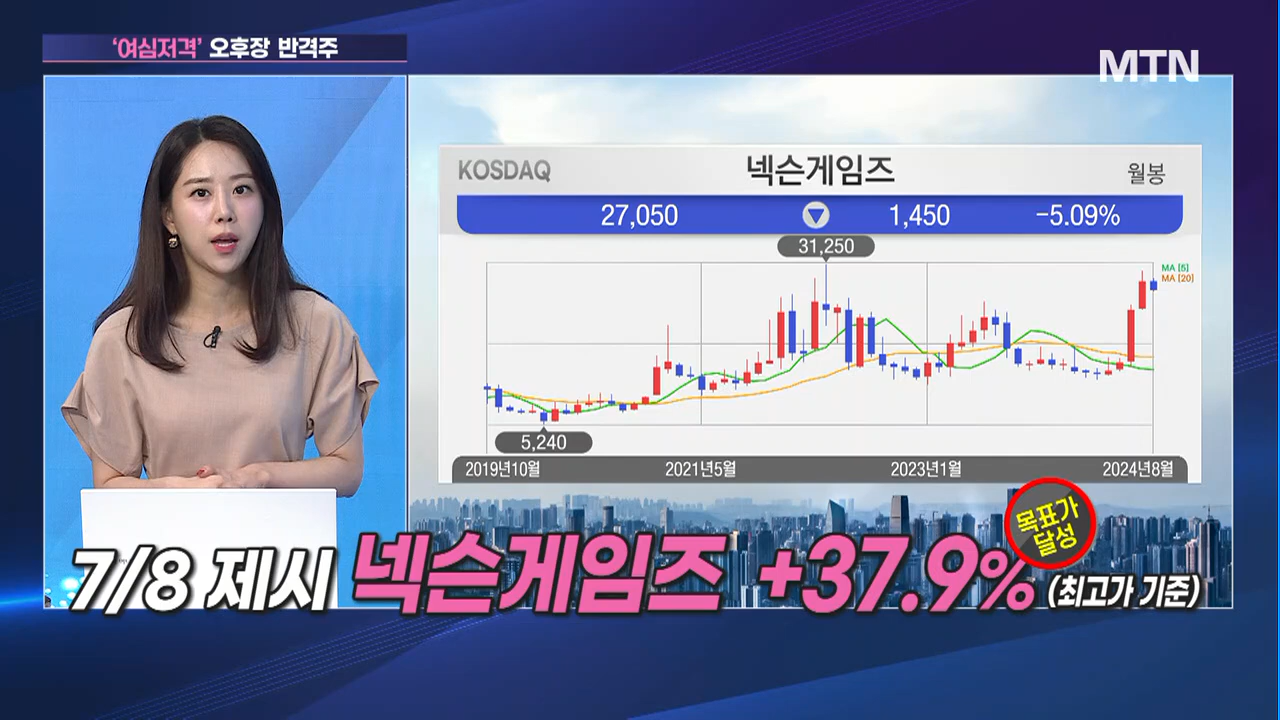 '여심저격' 오후장 반격주
MTN
KOSDAQ
넥슨게임즈
월봉
27,050 ▼ 1,450 -5.09%
31,250
MA [5]
MA [20]
5,240
2019년10월 2021년5월 2023년1월 2024년8월
목표가
달성
7/8 제시 넥슨게임즈 +37.9% (최고가 기준)